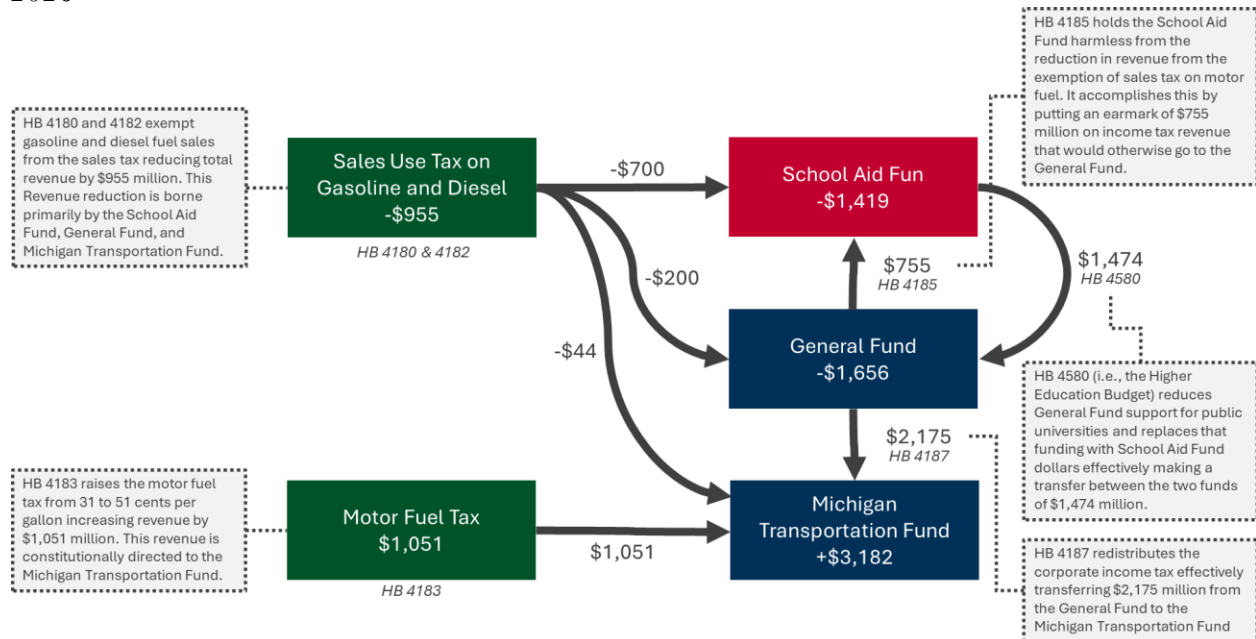 HB 4185 holds the School Aid
Fund harmless from the
reduction in revenue from the
exemption of sales tax on motor
fuel. It accomplishes this by
putting an earmark of $755
million on income tax revenue
that would otherwise go to the
General Fund.
HB 4180 and 4182 exempt
gasoline and diesel fuel sales
from the sales tax reducing total
revenue by $955 million. This
Revenue reduction is borne
primarily by the School Aid
Fund, General Fund, and
Michigan Transportation Fund.
Sales Use Tax on
Gasoline and Diesel
-$955
HB 4180 & 4182
-$700
School Aid Fun
-$1,419
$755
HB 4185
$1,474
HB 4580
-$200
-$44
General Fund
-$1,656
HB 4580 (i.e., the Higher
Education Budget) reduces
General Fund support for public
universities and replaces that
funding with School Aid Fund
dollars effectively making a
transfer between the two funds
of $1,474 million.
$2,175
HB 4187
HB 4183 raises the motor fuel
tax from 31 to 51 cents per
gallon increasing revenue by
$1,051 million. This revenue is
constitutionally directed to the
Michigan Transportation Fund.
Motor Fuel Tax
$1,051
HB 4183
$1,051
Michigan
Transportation Fund
+$3,182
HB 4187 redistributes the
corporate income tax effectively
transferring $2,175 million from
the General Fund to the
Michigan Transportation Fund